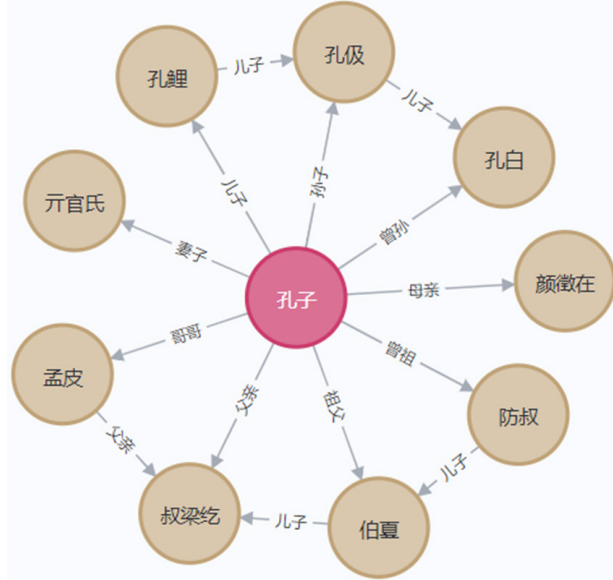 孔鲤
儿子
孔伋
儿子
孔白
儿子
孙子
曾孙
亓官氏
妻子
孔子
母亲
颜徵在
哥哥
曾祖
孟皮
父亲
祖父
防叔
父亲
儿子
叔梁纥
儿子
伯夏